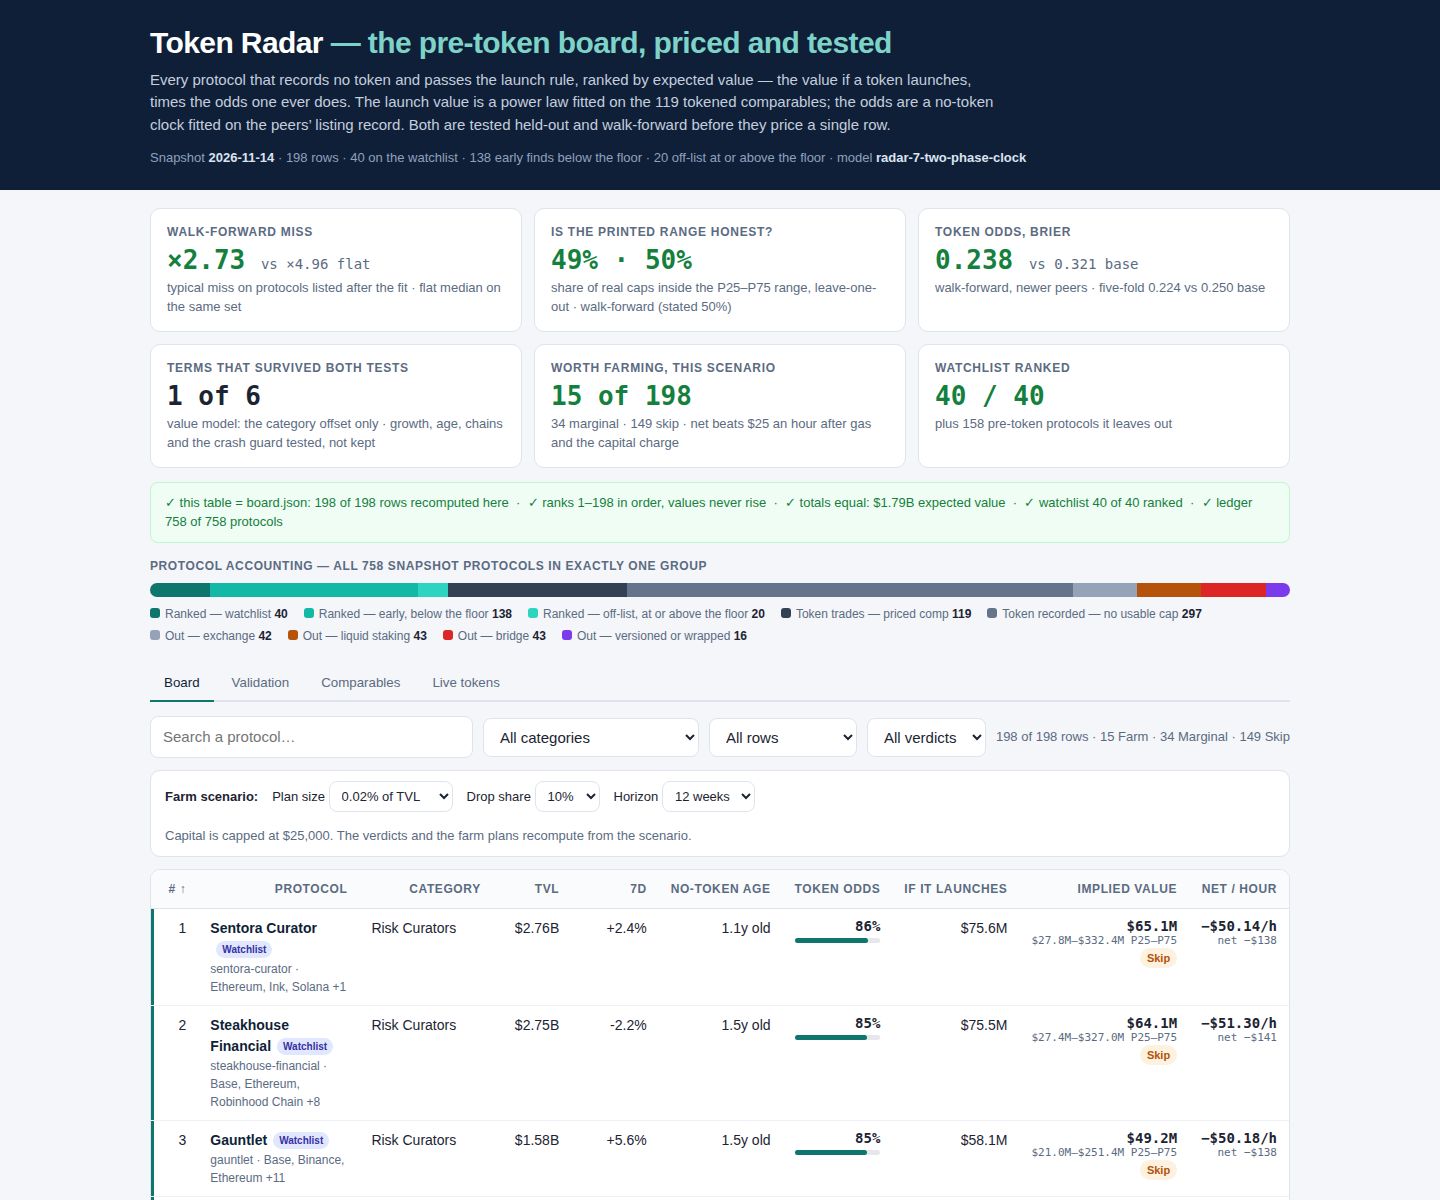 Token Radar — the pre-token board, priced and tested
Every protocol that records no token and passes the launch rule, ranked by expected value — the value if a token launches,
times the odds one ever does. The launch value is a power law fitted on the 119 tokened comparables; the odds are a no-token
clock fitted on the peers’ listing record. Both are tested held-out and walk-forward before they price a single row.
Snapshot 2026-11-14 · 198 rows · 40 on the watchlist · 138 early finds below the floor · 20 off-list at or above the floor · model radar-7-two-phase-clock
WALK-FORWARD MISS
×2.73 vs ×4.96 flat
typical miss on protocols listed after the fit · flat median on
the same set
IS THE PRINTED RANGE HONEST?
49% · 50%
share of real caps inside the P25–P75 range, leave-one-
out · walk-forward (stated 50%)
TOKEN ODDS, BRIER
0.238 vs 0.321 base
walk-forward, newer peers · five-fold 0.224 vs 0.250 base
TERMS THAT SURVIVED BOTH TESTS
1 of 6
value model: the category offset only · growth, age, chains
and the crash guard tested, not kept
WORTH FARMING, THIS SCENARIO
15 of 198
34 marginal · 149 skip · net beats $25 an hour after gas
and the capital charge
WATCHLIST RANKED
40 / 40
plus 158 pre-token protocols it leaves out
✓ this table = board.json: 198 of 198 rows recomputed here · ✓ ranks 1–198 in order, values never rise · ✓ totals equal: $1.79B expected value · ✓ watchlist 40 of 40 ranked · ✓ ledger
758 of 758 protocols
PROTOCOL ACCOUNTING — ALL 758 SNAPSHOT PROTOCOLS IN EXACTLY ONE GROUP
Ranked — watchlist 40 Ranked — early, below the floor 138 Ranked — off-list, at or above the floor 20 Token trades — priced comp 119 Token recorded — no usable cap 297
Out — exchange 42 Out — liquid staking 43 Out — bridge 43 Out — versioned or wrapped 16
Board Validation Comparables Live tokens
Search a protocol… All categories All rows All verdicts 198 of 198 rows · 15 Farm · 34 Marginal · 149 Skip
Farm scenario: Plan size 0.02% of TVL Drop share 10% Horizon 12 weeks
Capital is capped at $25,000. The verdicts and the farm plans recompute from the scenario.
# ↑ PROTOCOL CATEGORY TVL 7D NO-TOKEN AGE TOKEN ODDS IF IT LAUNCHES IMPLIED VALUE NET / HOUR
1 Sentora Curator Risk Curators $2.76B +2.4% 1.1y old 86% $75.6M $65.1M −$50.14/h
Watchlist $27.8M–$332.4M P25–P75 net −$138
sentora-curator · Skip
Ethereum, Ink, Solana +1
2 Steakhouse Risk Curators $2.75B -2.2% 1.5y old 85% $75.5M $64.1M −$51.30/h
Financial Watchlist $27.4M–$327.0M P25–P75 net −$141
steakhouse-financial · Skip
Base, Ethereum,
Robinhood Chain +8
3 Gauntlet Watchlist Risk Curators $1.58B +5.6% 1.5y old 85% $58.1M $49.2M −$50.18/h
gauntlet · Base, Binance, $21.0M–$251.4M P25–P75 net −$138
Ethereum +11 Skip